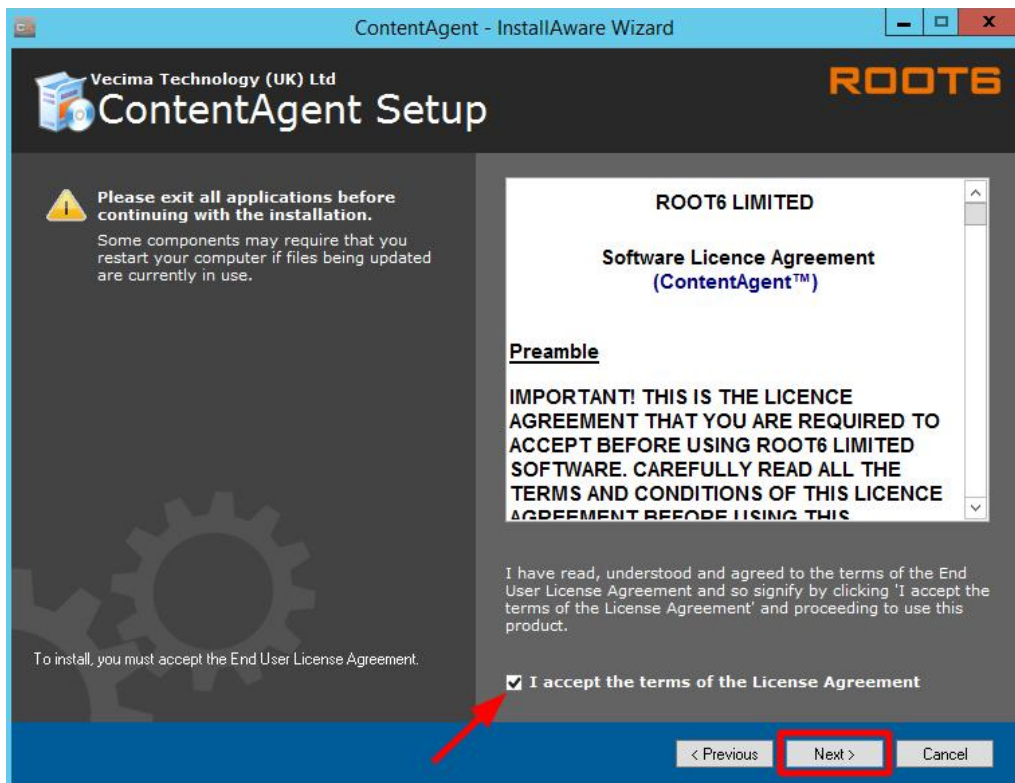 ContentAgent - InstallAware Wizard
Vecima Technology (UK) Ltd
ContentAgent Setup
ROOT6
Please exit all applications before
continuing with the installation.
Some components may require that you
restart your computer if files being updated
are currently in use.
To install, you must accept the End User License Agreement.
ROOT6 LIMITED
Software Licence Agreement
(ContentAgent™)
Preamble
IMPORTANT! THIS IS THE LICENCE
AGREEMENT THAT YOU ARE REQUIRED TO
ACCEPT BEFORE USING ROOT6 LIMITED
SOFTWARE. CAREFULLY READ ALL THE
TERMS AND CONDITIONS OF THIS LICENCE
AGREEMENT BEFORE USING THIS
I have read, understood and agreed to the terms of the End
User License Agreement and so signify by clicking 'I accept the
terms of the License Agreement' and proceeding to use this
product.
I accept the terms of the License Agreement
< Previous
Next >
Cancel